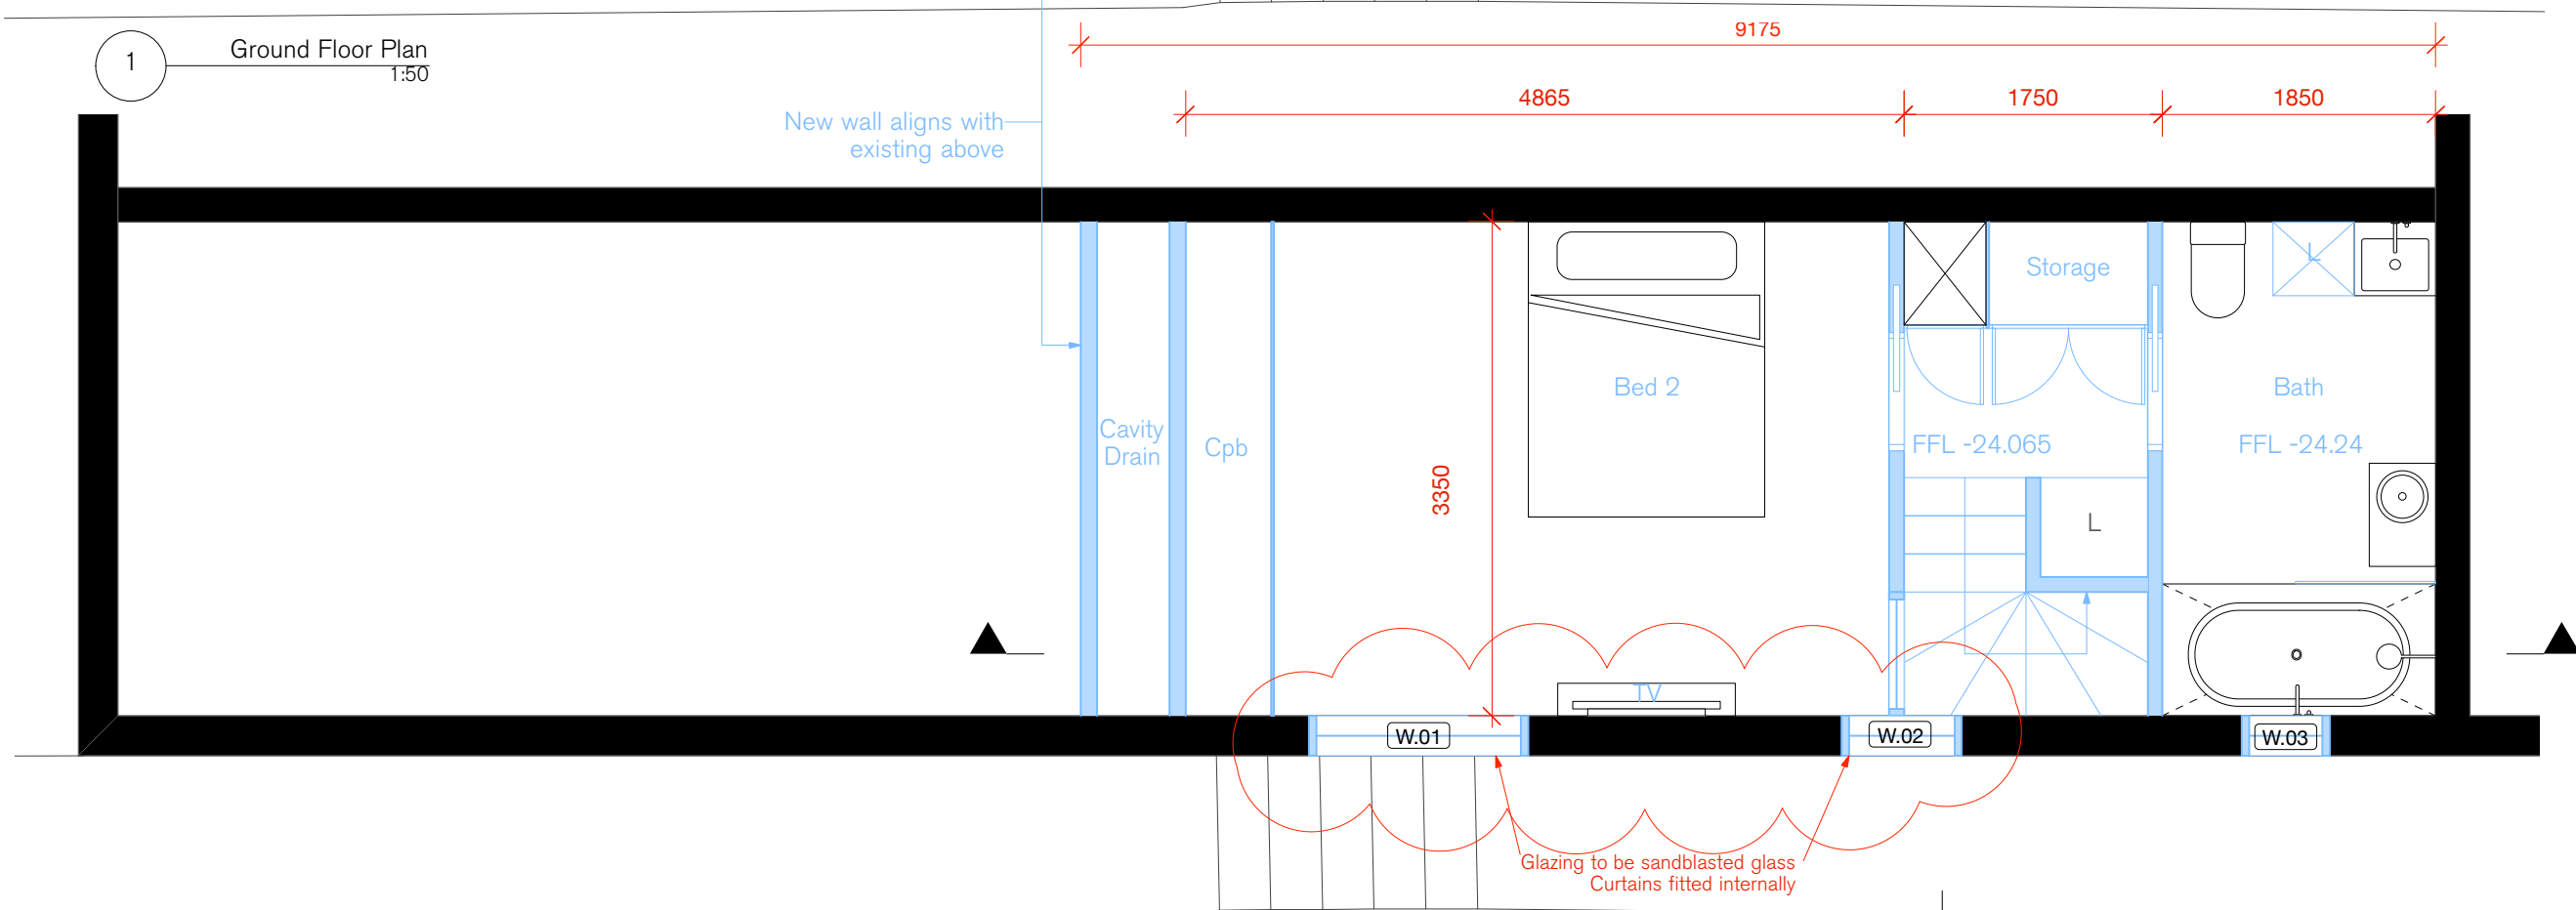 9175
1
Ground Floor Plan
1:50
4865
1750
1850
New wall aligns with
existing above
Storage
L
Bed 2
Bath
Cavity
Drain
Cpb
FFL -24.065
FFL -24.24
3350
L
TV
W.01
W.02
W.03
Glazing to be sandblasted glass
Curtains fitted internally